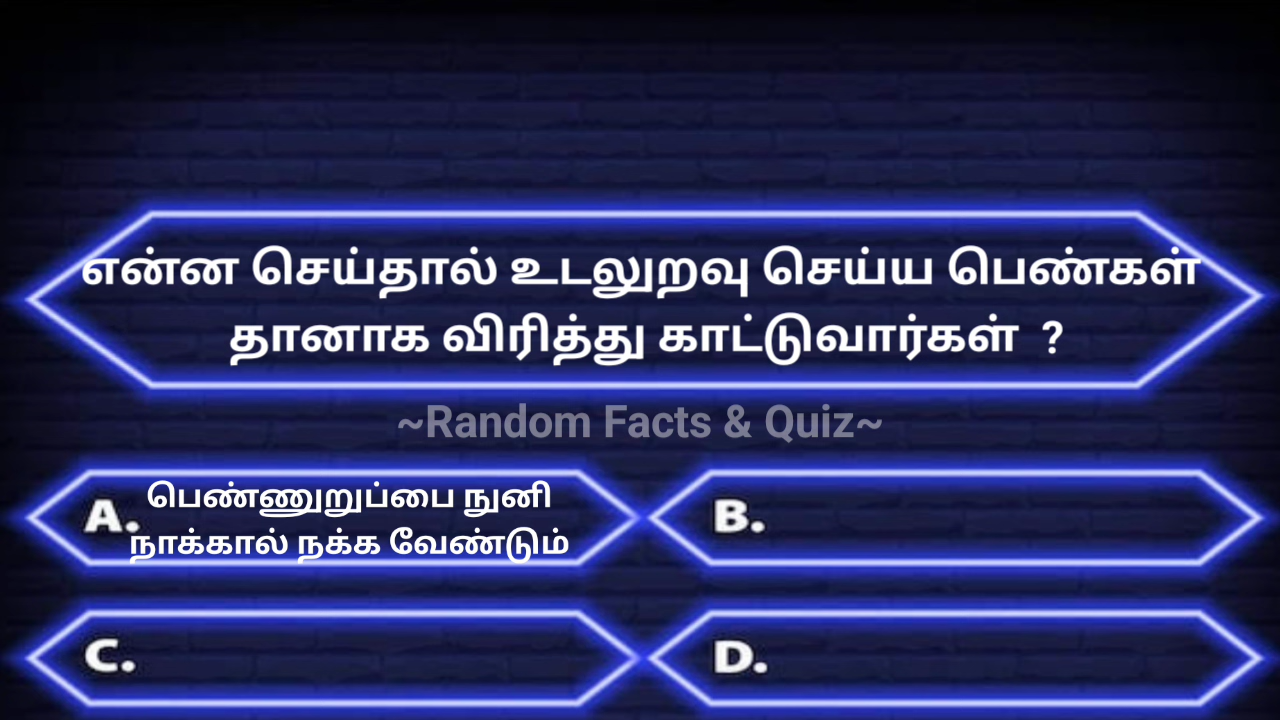 என்ன செய்தால் உடலுறவு செய்ய பெண்கள்
தானாக விரித்து காட்டுவார்கள் ?
~Random Facts & Quiz~
A. பெண்ணுறுப்பை நுனி
நாக்கால் நக்க வேண்டும்
B.
C.
D.